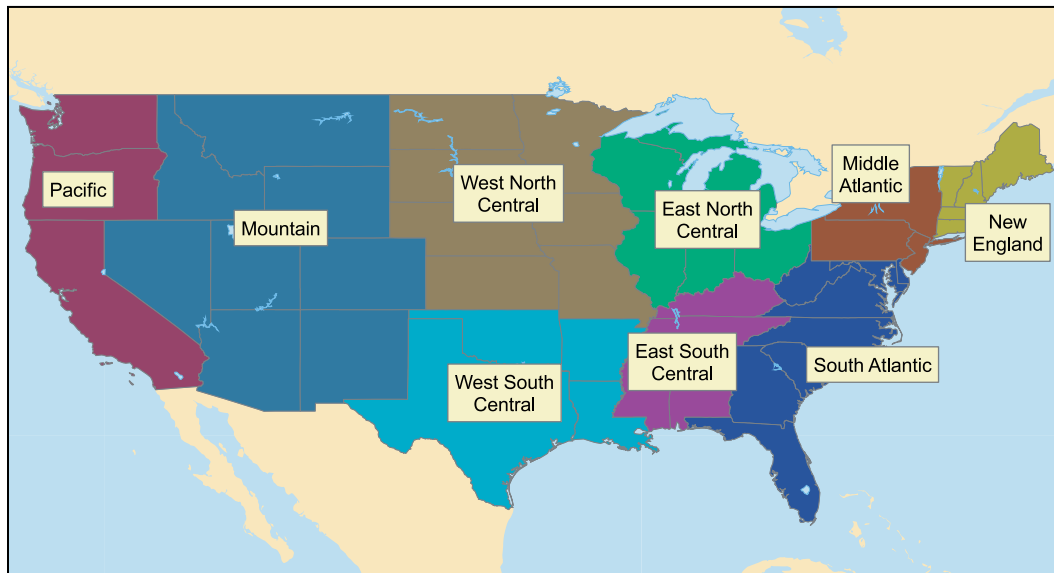 Pacific
Mountain
West North
Central
East North
Central
Middle
Atlantic
New
England
West South
Central
East South
Central
South Atlantic